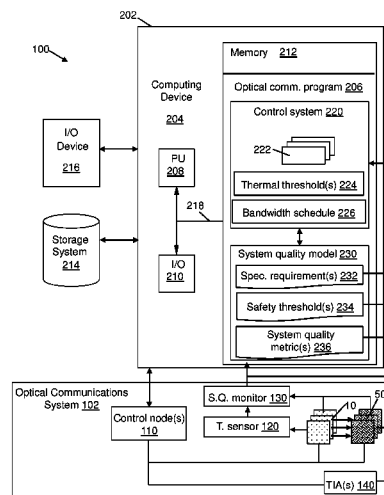 202
100
Memory 212
Computing
Device
204
Optical comm. program 206
Control system 220
222
Thermal threshold(s) 224
Bandwidth schedule 226
I/O
Device
216
PU
208
218
Storage
System
214
I/O
210
System quality model 230
Spec. requirement(s) 232
Safety threshold(s) 234
System quality
metric(s) 236
Optical Communications
System 102
S.Q. monitor 130
10
50
Control node(s)
110
T. sensor 120
TIA(s) 140